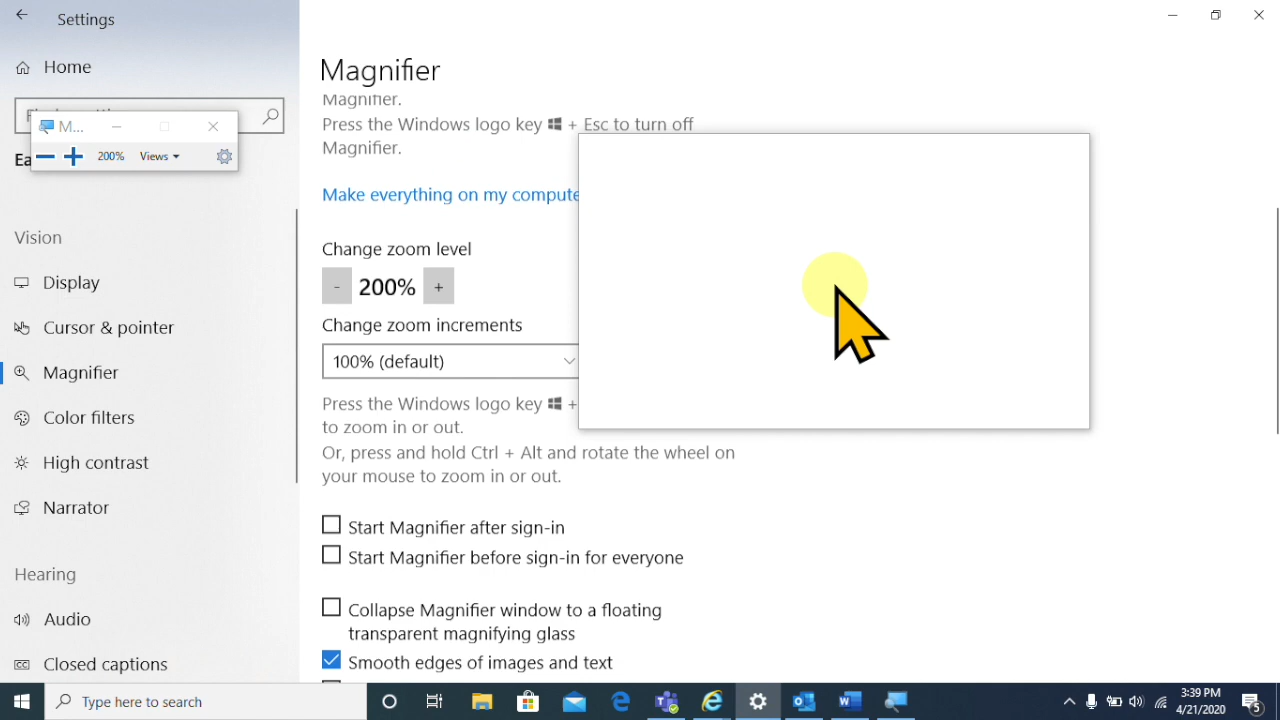 Settings
Home
M...
200% Views
Vision
Display
Cursor & pointer
Magnifier
Color filters
High contrast
Narrator
Hearing
Audio
Closed captions
Magnifier
Magnifier.
Press the Windows logo key + Esc to turn off
Magnifier.
Make everything on my compute
Change zoom level
- 200% +
Change zoom increments
100% (default)
Press the Windows logo key +
to zoom in or out.
Or, press and hold Ctrl + Alt and rotate the wheel on
your mouse to zoom in or out.
Start Magnifier after sign-in
Start Magnifier before sign-in for everyone
Collapse Magnifier window to a floating
transparent magnifying glass
Smooth edges of images and text
Type here to search
3:39 PM
4/21/2020
5